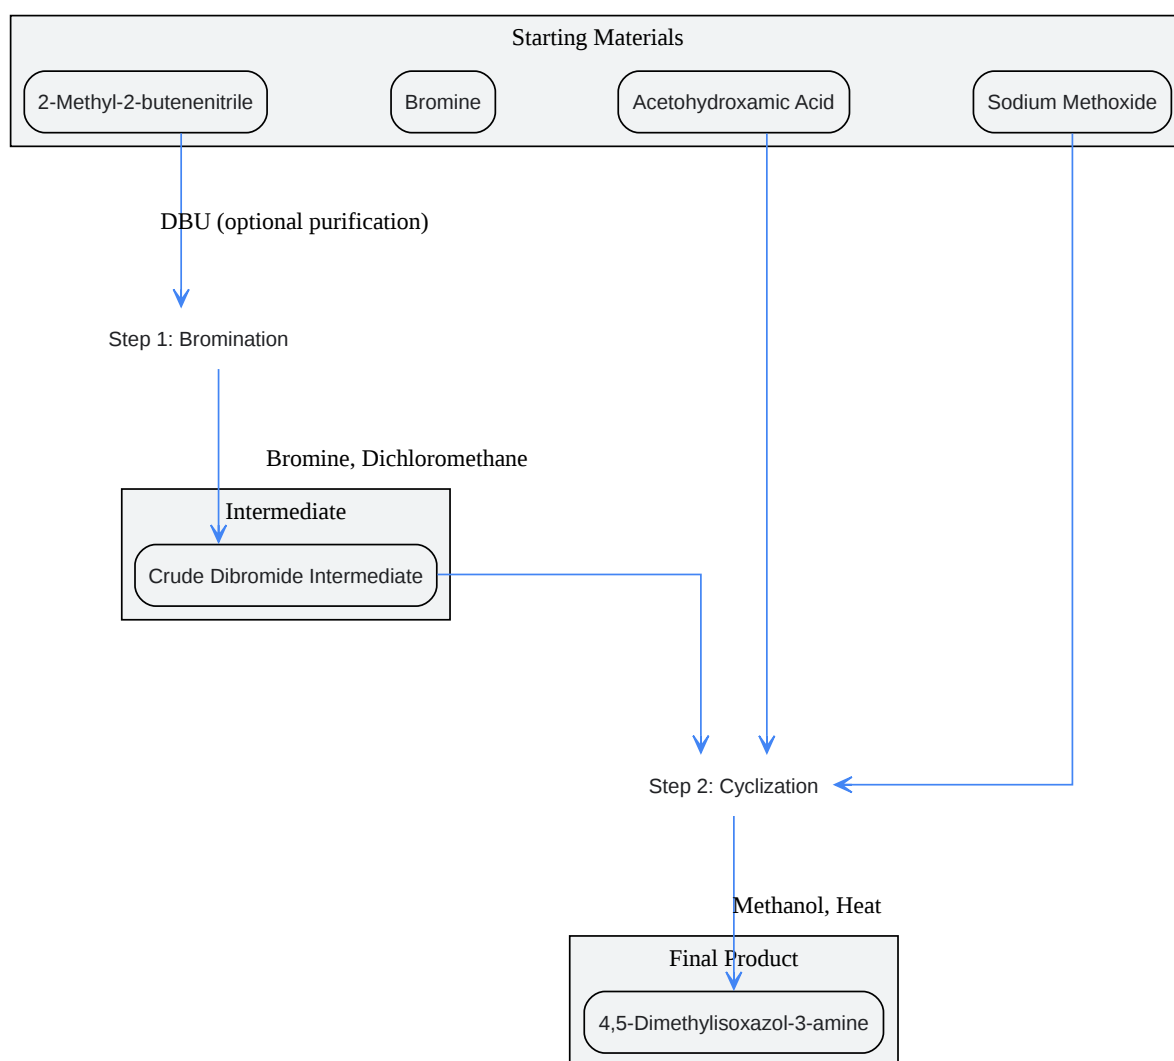 Starting Materials
2-Methyl-2-butenenitrile
Bromine
Acetohydroxamic Acid
Sodium Methoxide
DBU (optional purification)
Step 1: Bromination
Bromine, Dichloromethane
Intermediate
Crude Dibromide Intermediate
Step 2: Cyclization
Methanol, Heat
Final Product
4,5-Dimethylisoxazol-3-amine